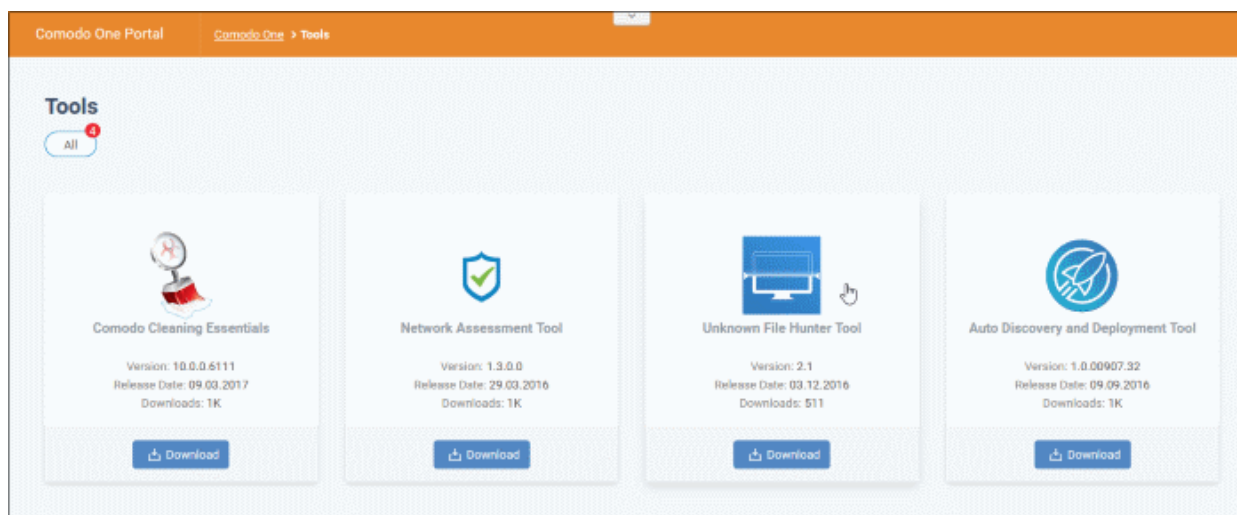 Comodo One Portal
Comodo One > Tools
Tools
All
4
Comodo Cleaning Essentials
Version: 10.0.0.6111
Release Date: 09.03.2017
Downloads: 1K
Download
Network Assessment Tool
Version: 1.3.0.0
Release Date: 29.03.2016
Downloads: 1K
Download
Unknown File Hunter Tool
Version: 2.1
Release Date: 03.12.2016
Downloads: 511
Download
Auto Discovery and Deployment Tool
Version: 1.0.00907.32
Release Date: 09.09.2016
Downloads: 1K
Download